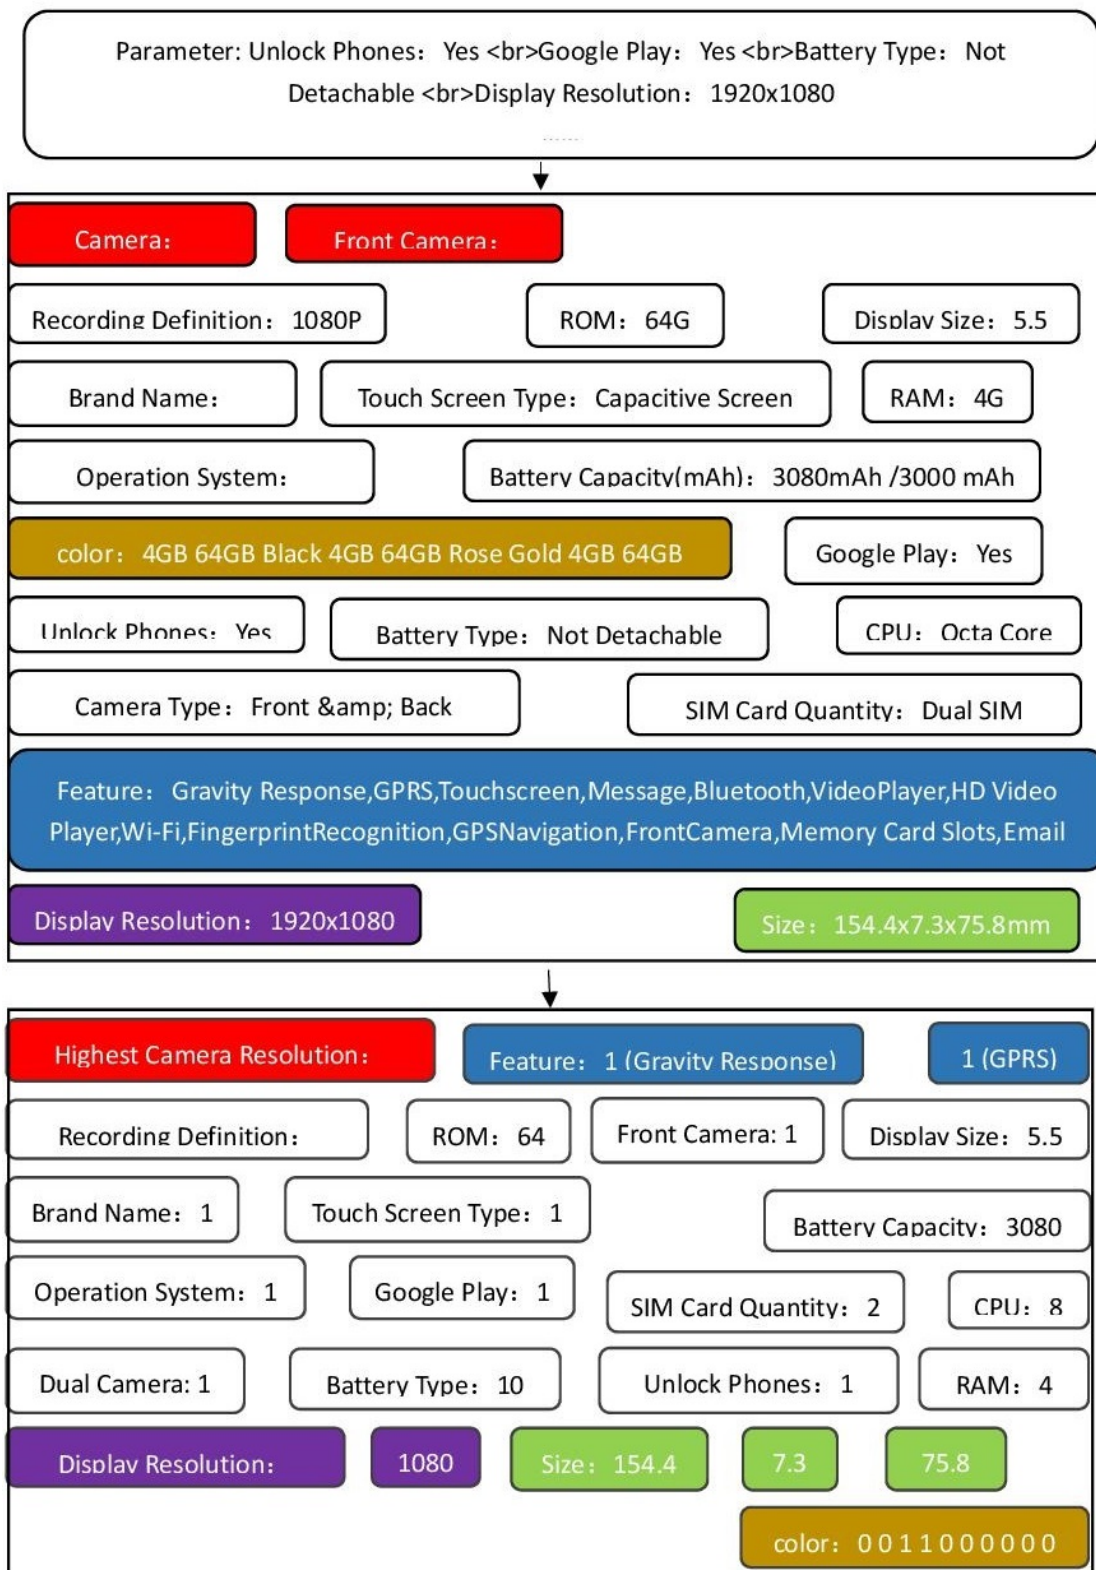 Parameter: Unlock Phones：Yes <br>Google Play：Yes <br>Battery Type：Not
Detachable <br>Display Resolution：1920x1080
......
Camera：
Front Camera：
Recording Definition：1080P
ROM：64G
Display Size：5.5
Brand Name：
Touch Screen Type：Capacitive Screen
RAM：4G
Operation System：
Battery Capacity(mAh)：3080mAh /3000 mAh
color：4GB 64GB Black 4GB 64GB Rose Gold 4GB 64GB
Google Play：Yes
Unlock Phones：Yes
Battery Type：Not Detachable
CPU：Octa Core
Camera Type：Front &amp; Back
SIM Card Quantity：Dual SIM
Feature：Gravity Response,GPRS,Touchscreen,Message,Bluetooth,VideoPlayer,HD Video
Player,Wi-Fi,FingerprintRecognition,GPSNavigation,FrontCamera,Memory Card Slots,Email
Display Resolution：1920x1080
Size：154.4x7.3x75.8mm
Highest Camera Resolution：
Feature：1 (Gravity Response)
1 (GPRS)
Recording Definition：
ROM：64
Front Camera: 1
Display Size：5.5
Brand Name：1
Touch Screen Type：1
Battery Capacity：3080
Operation System：1
Google Play：1
SIM Card Quantity：2
CPU：8
Dual Camera: 1
Battery Type：10
Unlock Phones：1
RAM：4
Display Resolution：
1080
Size：154.4
7.3
75.8
color：0 0 1 1 0 0 0 0 0 0